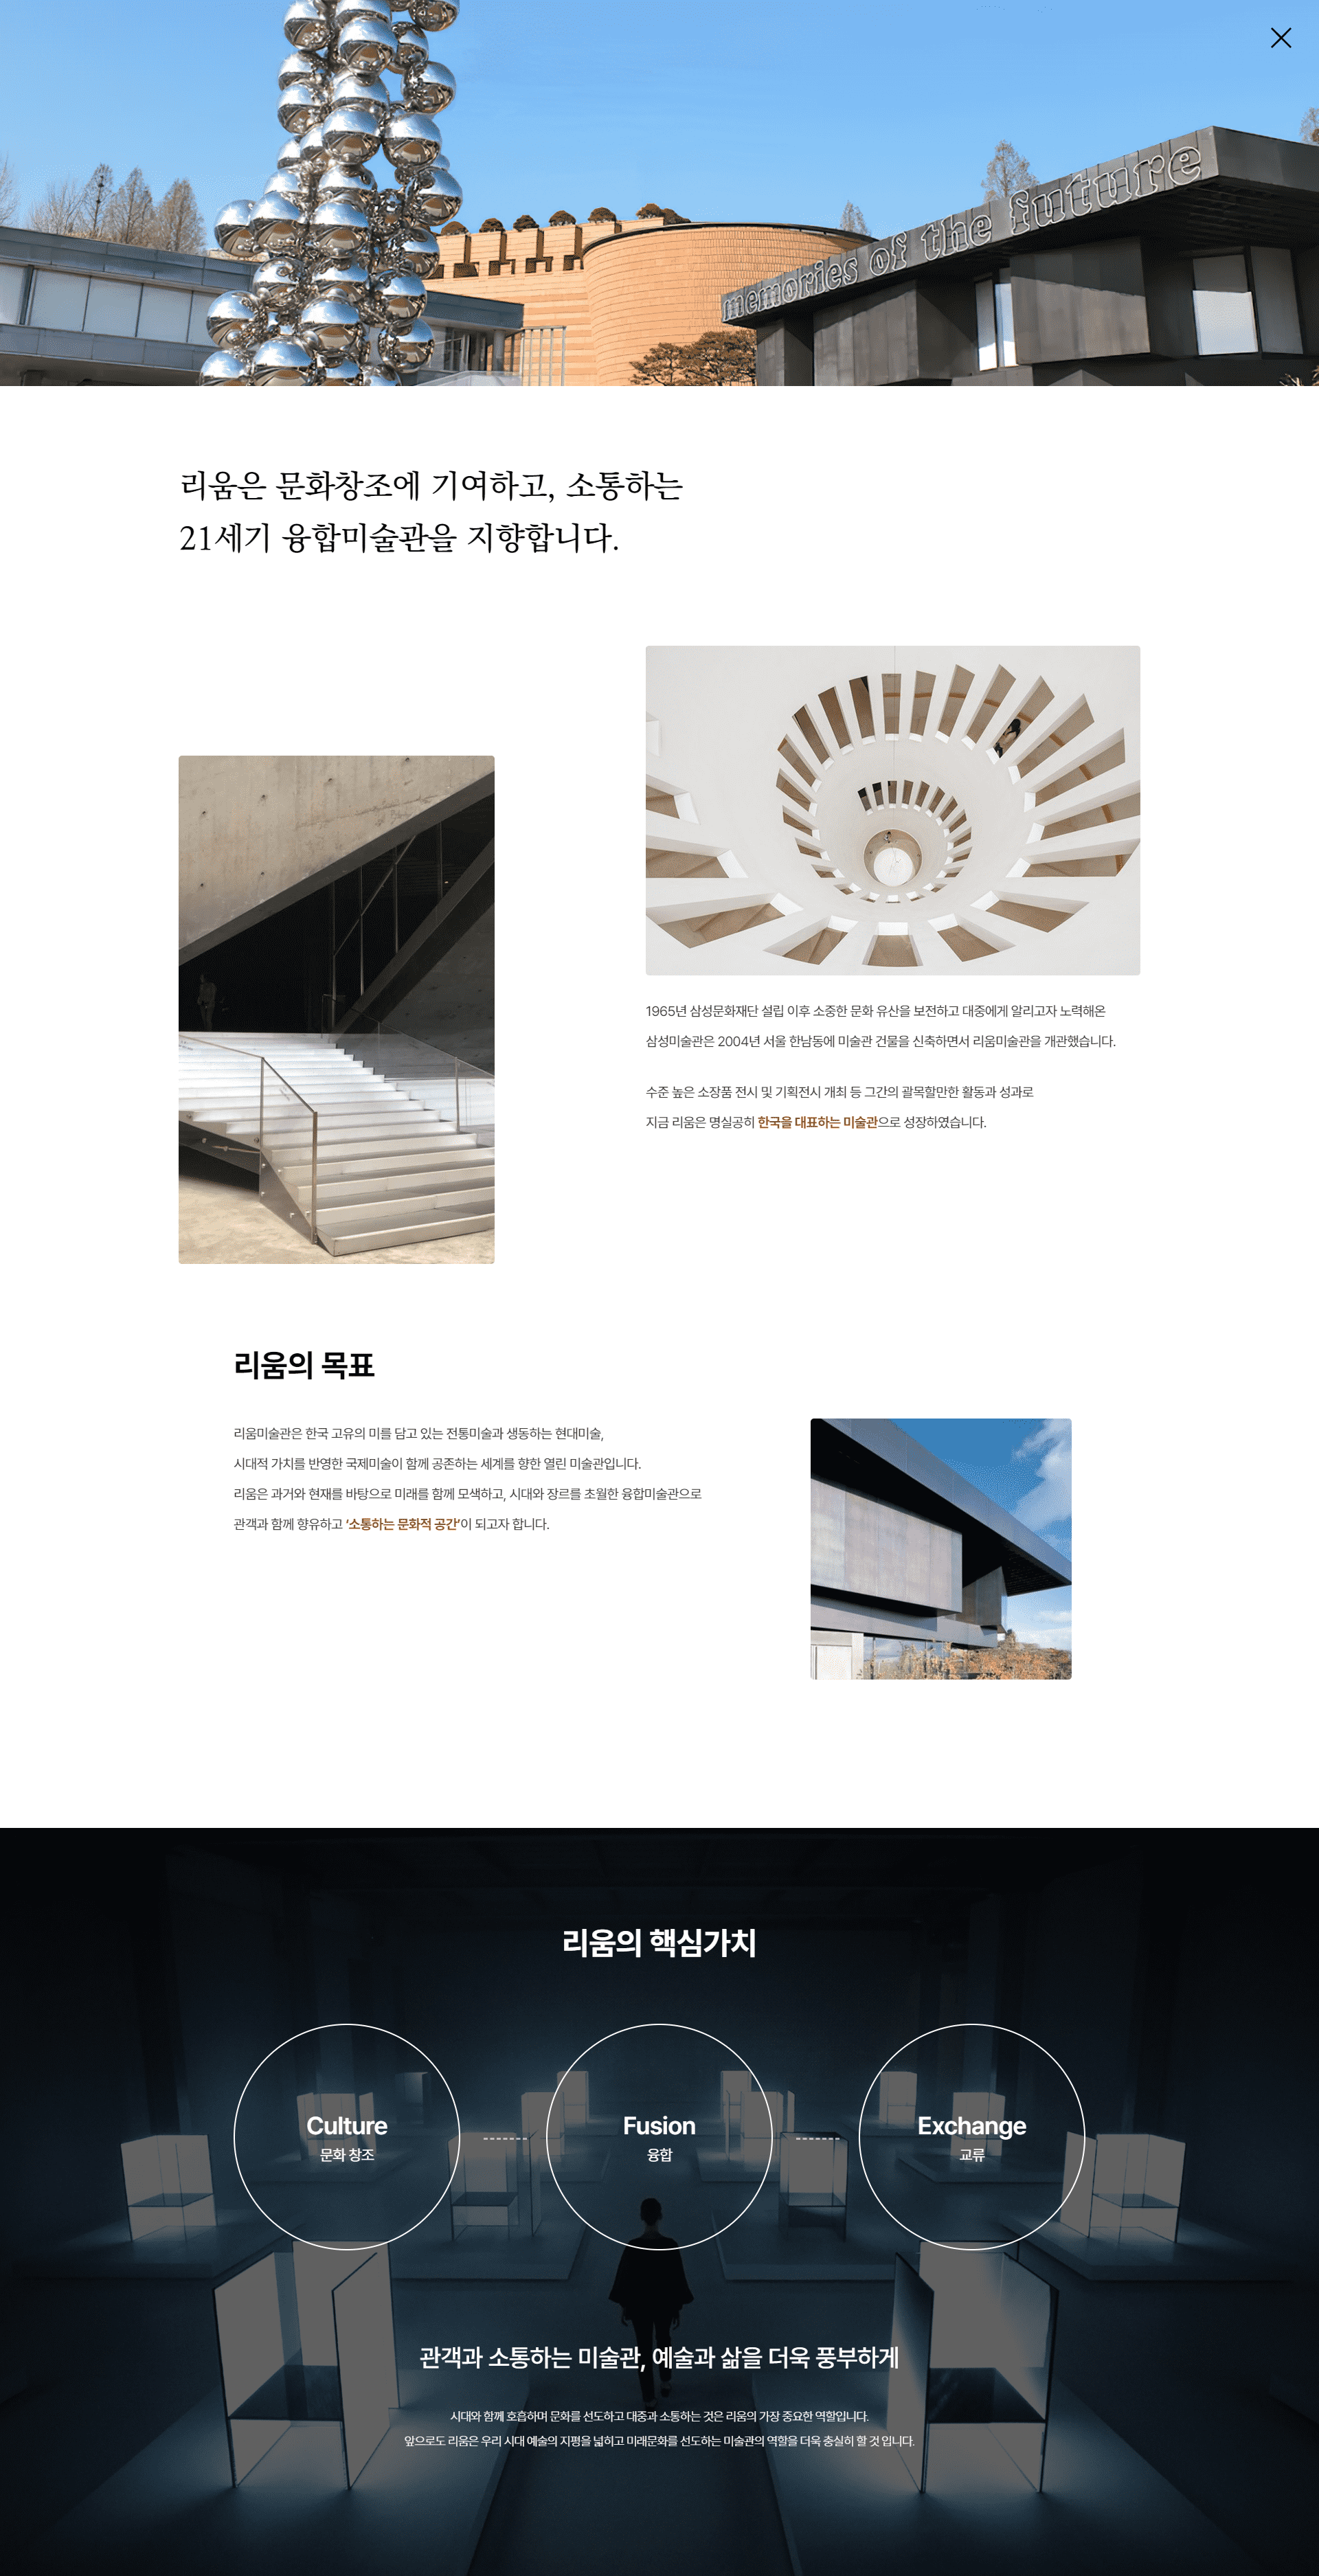 memories of the future
리움은 문화창조에 기여하고, 소통하는
21세기 융합미술관을 지향합니다.
1965년 삼성문화재단 설립 이후 소중한 문화 유산을 보전하고 대중에게 알리고자 노력해온
삼성미술관은 2004년 서울 한남동에 미술관 건물을 신축하면서 리움미술관을 개관했습니다.
수준 높은 소장품 전시 및 기획전시 개최 등 그간의 괄목할만한 활동과 성과로
지금 리움은 명실공히 한국을 대표하는 미술관으로 성장하였습니다.
리움의 목표
리움미술관은 한국 고유의 미를 담고 있는 전통미술과 생동하는 현대미술,
시대적 가치를 반영한 국제미술이 함께 공존하는 세계를 향한 열린 미술관입니다.
리움은 과거와 현재를 바탕으로 미래를 함께 모색하고, 시대와 장르를 초월한 융합미술관으로
관객과 함께 향유하고 ‘소통하는 문화적 공간’이 되고자 합니다.
리움의 핵심가치
Culture
문화 창조
Fusion
융합
Exchange
교류
관객과 소통하는 미술관, 예술과 삶을 더욱 풍부하게
시대와 함께 호흡하며 문화를 선도하고 대중과 소통하는 것은 리움의 가장 중요한 역할입니다.
앞으로도 리움은 우리 시대 예술의 지평을 넓히고 미래문화를 선도하는 미술관의 역할을 더욱 충실히 할 것 입니다.